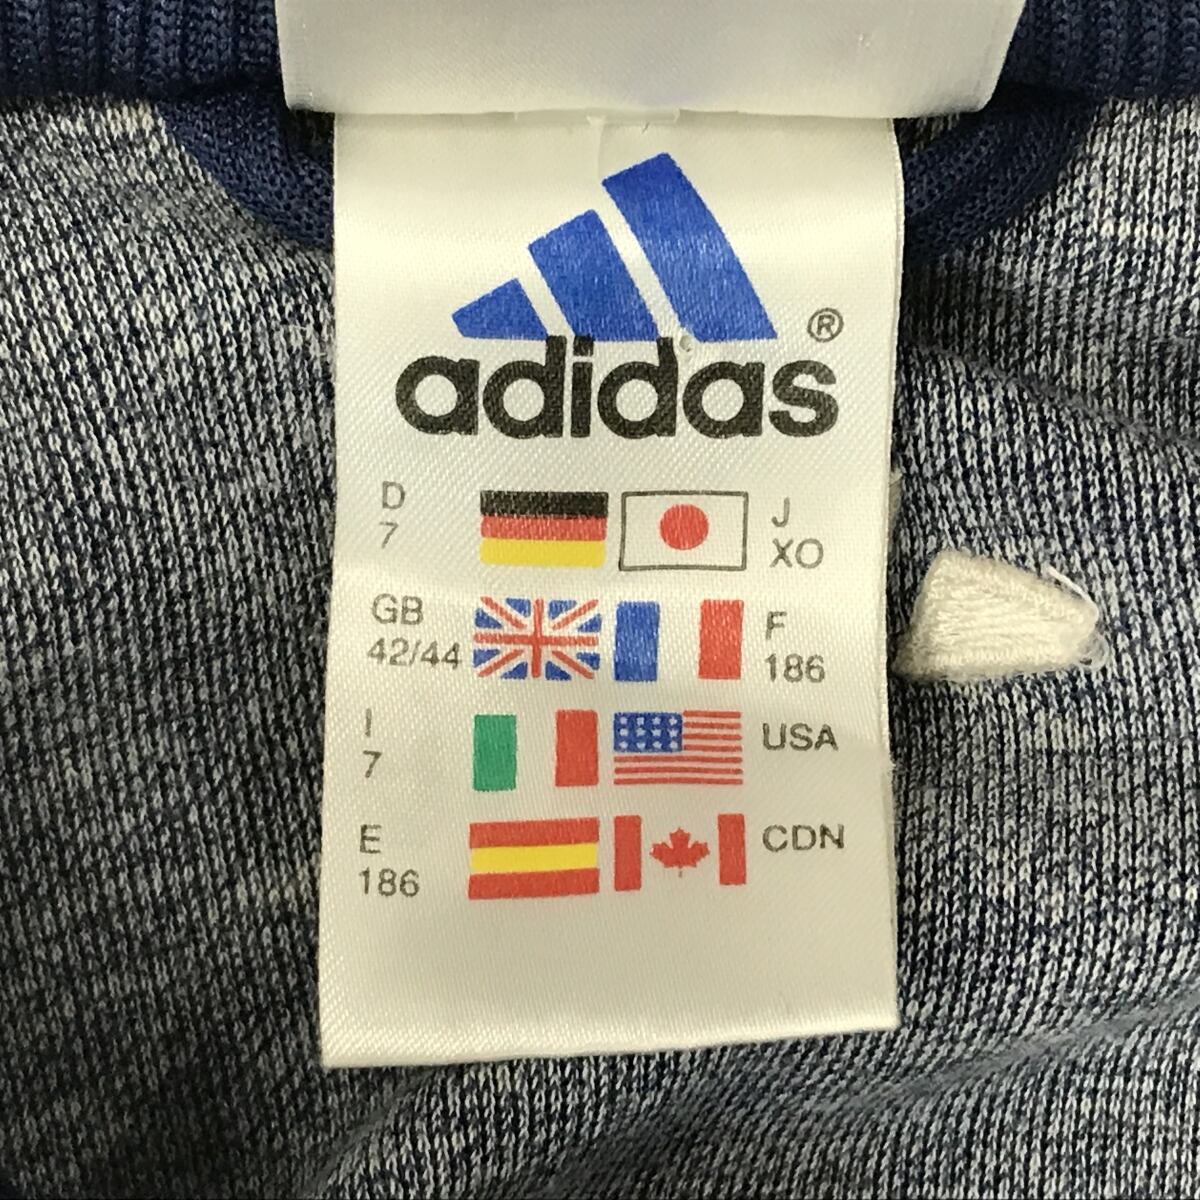 adidas®
D
7
J
XO
GB
42/44
F
186
I
7
USA
E
186
CDN